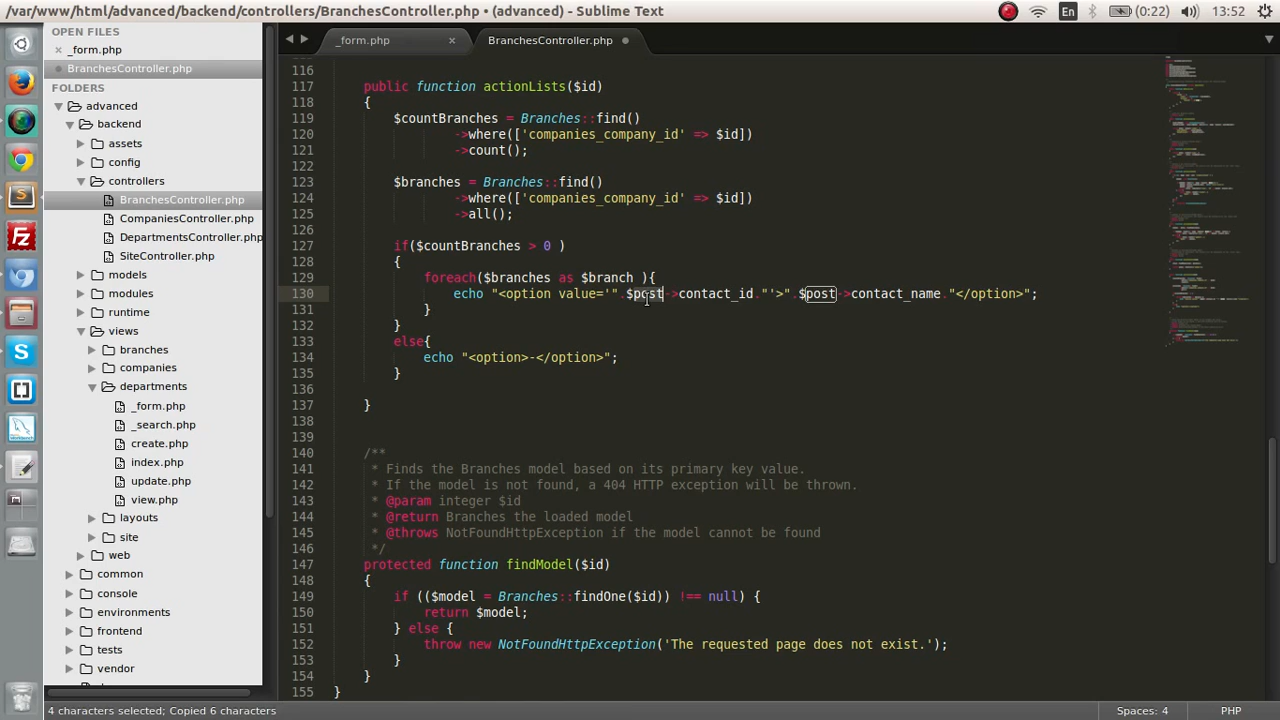 /var/www/html/advanced/backend/controllers/BranchesController.php • (advanced) - Sublime Text
En
(0:22)
13:52
OPEN FILES
_form.php
BranchesController.php
FOLDERS
advanced
backend
assets
config
controllers
BranchesController.php
CompaniesController.php
DepartmentsController.php
SiteController.php
models
modules
runtime
views
branches
companies
departments
_form.php
_search.php
create.php
index.php
update.php
view.php
layouts
site
web
common
console
environments
frontend
tests
vendor
_form.php
BranchesController.php
116
117 public function actionLists($id)
118 {
119 $countBranches = Branches::find()
120 ->where(['companies_company_id' => $id])
121 ->count();
122
123 $branches = Branches::find()
124 ->where(['companies_company_id' => $id])
125 ->all();
126
127 if($countBranches > 0 )
128 {
129 foreach($branches as $branch ){
130 echo "<option value='".$post->contact_id."'>".$post->contact_name."</option>";
131 }
132 }
133 else{
134 echo "<option>-</option>";
135 }
136
137 }
138
139
140 /**
141 * Finds the Branches model based on its primary key value.
142 * If the model is not found, a 404 HTTP exception will be thrown.
143 * @param integer $id
144 * @return Branches the loaded model
145 * @throws NotFoundHttpException if the model cannot be found
146 */
147 protected function findModel($id)
148 {
149 if (($model = Branches::findOne($id)) !== null) {
150 return $model;
151 } else {
152 throw new NotFoundHttpException('The requested page does not exist.');
153 }
154 }
155 }
4 characters selected; Copied 6 characters
Spaces: 4
PHP